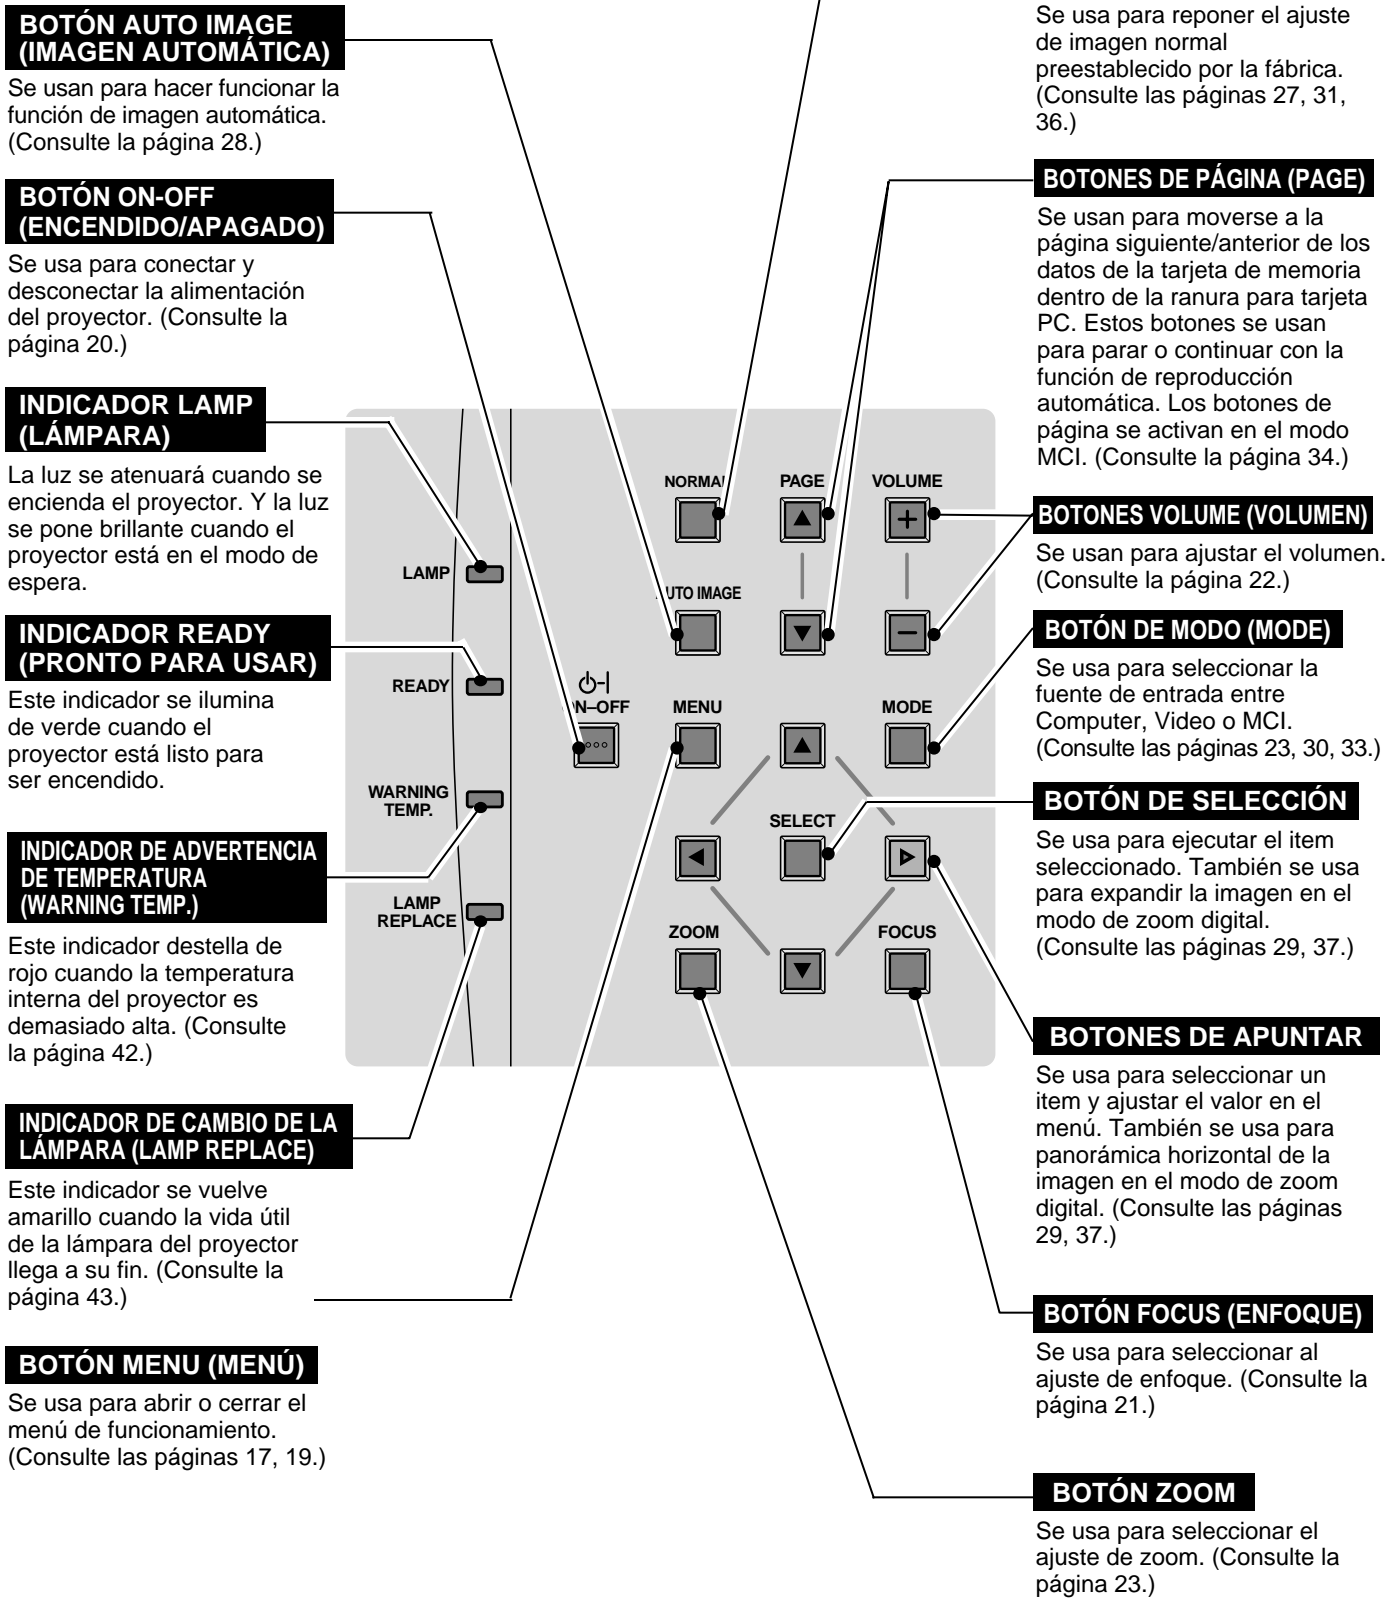 BOTÓN AUTO IMAGE
(IMAGEN AUTOMÁTICA)
Se usan para hacer funcionar la
función de imagen automática.
(Consulte la página 28.)
BOTÓN ON-OFF
(ENCENDIDO/APAGADO)
Se usa para conectar y
desconectar la alimentación
del proyector. (Consulte la
página 20.)
INDICADOR LAMP
(LÁMPARA)
La luz se atenuará cuando se
encienda el proyector. Y la luz
se pone brillante cuando el
proyector está en el modo de
espera.
INDICADOR READY
(PRONTO PARA USAR)
Este indicador se ilumina
de verde cuando el
proyector está listo para
ser encendido.
INDICADOR DE ADVERTENCIA
DE TEMPERATURA
(WARNING TEMP.)
Este indicador destella de
rojo cuando la temperatura
interna del proyector es
demasiado alta. (Consulte
la página 42.)
INDICADOR DE CAMBIO DE LA
LÁMPARA (LAMP REPLACE)
Este indicador se vuelve
amarillo cuando la vida útil
de la lámpara del proyector
llega a su fin. (Consulte la
página 43.)
BOTÓN MENU (MENÚ)
Se usa para abrir o cerrar el
menú de funcionamiento.
(Consulte las páginas 17, 19.)
NORMAL PAGE VOLUME
LAMP
AUTO IMAGE
READY
ON–OFF MENU MODE
WARNING
TEMP.
SELECT
LAMP
REPLACE
ZOOM FOCUS
Se usa para reponer el ajuste
de imagen normal
preestablecido por la fábrica.
(Consulte las páginas 27, 31,
36.)
BOTONES DE PÁGINA (PAGE)
Se usan para moverse a la
página siguiente/anterior de los
datos de la tarjeta de memoria
dentro de la ranura para tarjeta
PC. Estos botones se usan
para parar o continuar con la
función de reproducción
automática. Los botones de
página se activan en el modo
MCI. (Consulte la página 34.)
BOTONES VOLUME (VOLUMEN)
Se usan para ajustar el volumen.
(Consulte la página 22.)
BOTÓN DE MODO (MODE)
Se usa para seleccionar la
fuente de entrada entre
Computer, Video o MCI.
(Consulte las páginas 23, 30, 33.)
BOTÓN DE SELECCIÓN
Se usa para ejecutar el item
seleccionado. También se usa
para expandir la imagen en el
modo de zoom digital.
(Consulte las páginas 29, 37.)
BOTONES DE APUNTAR
Se usa para seleccionar un
item y ajustar el valor en el
menú. También se usa para
panorámica horizontal de la
imagen en el modo de zoom
digital. (Consulte las páginas
29, 37.)
BOTÓN FOCUS (ENFOQUE)
Se usa para seleccionar al
ajuste de enfoque. (Consulte la
página 21.)
BOTÓN ZOOM
Se usa para seleccionar el
ajuste de zoom. (Consulte la
página 23.)